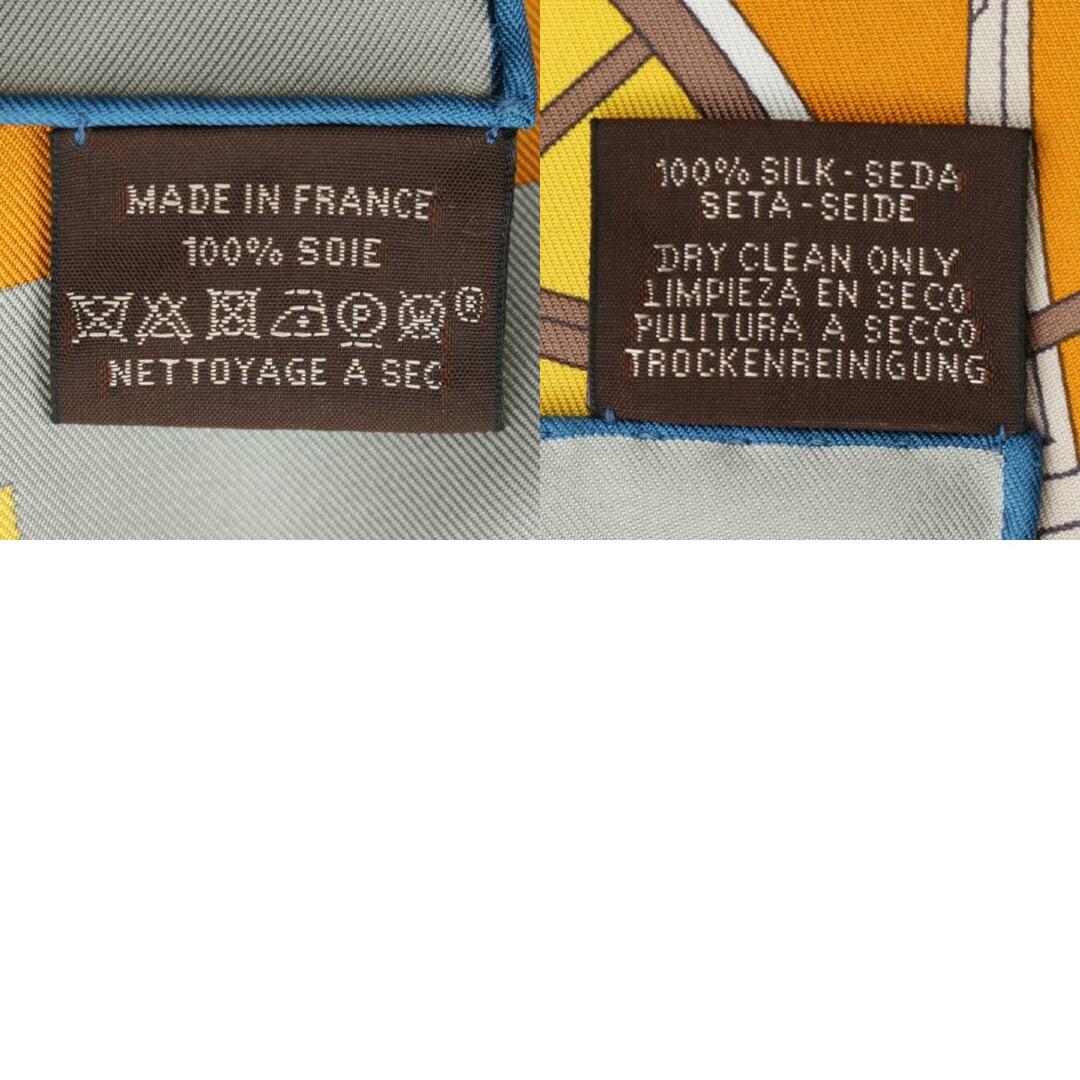 MADE IN FRANCE
100% SOIE
P ®
NETTOYAGE A SEC
100% SILK - SEDA
SETA - SEIDE
DRY CLEAN ONLY
LIMPIEZA EN SECO
PULITURA A SECCO
TROCKENREINIGUNG